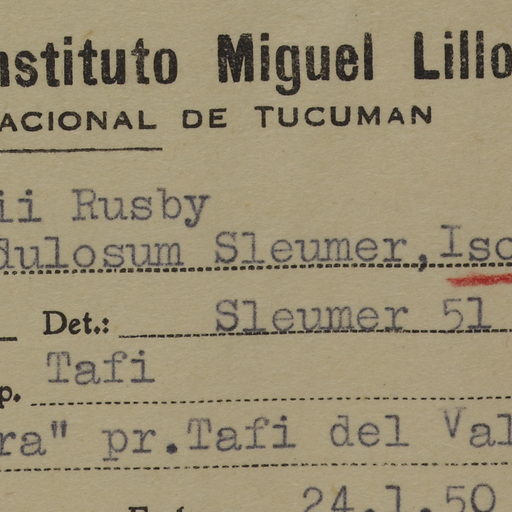 nstituto Miguel Lillo
ACIONAL DE TUCUMAN
ii Rusby
dulosum Sleumer, Iso
Det.: Sleumer 51
p. Tafi
ra" pr. Tafi del Val
24.1.50